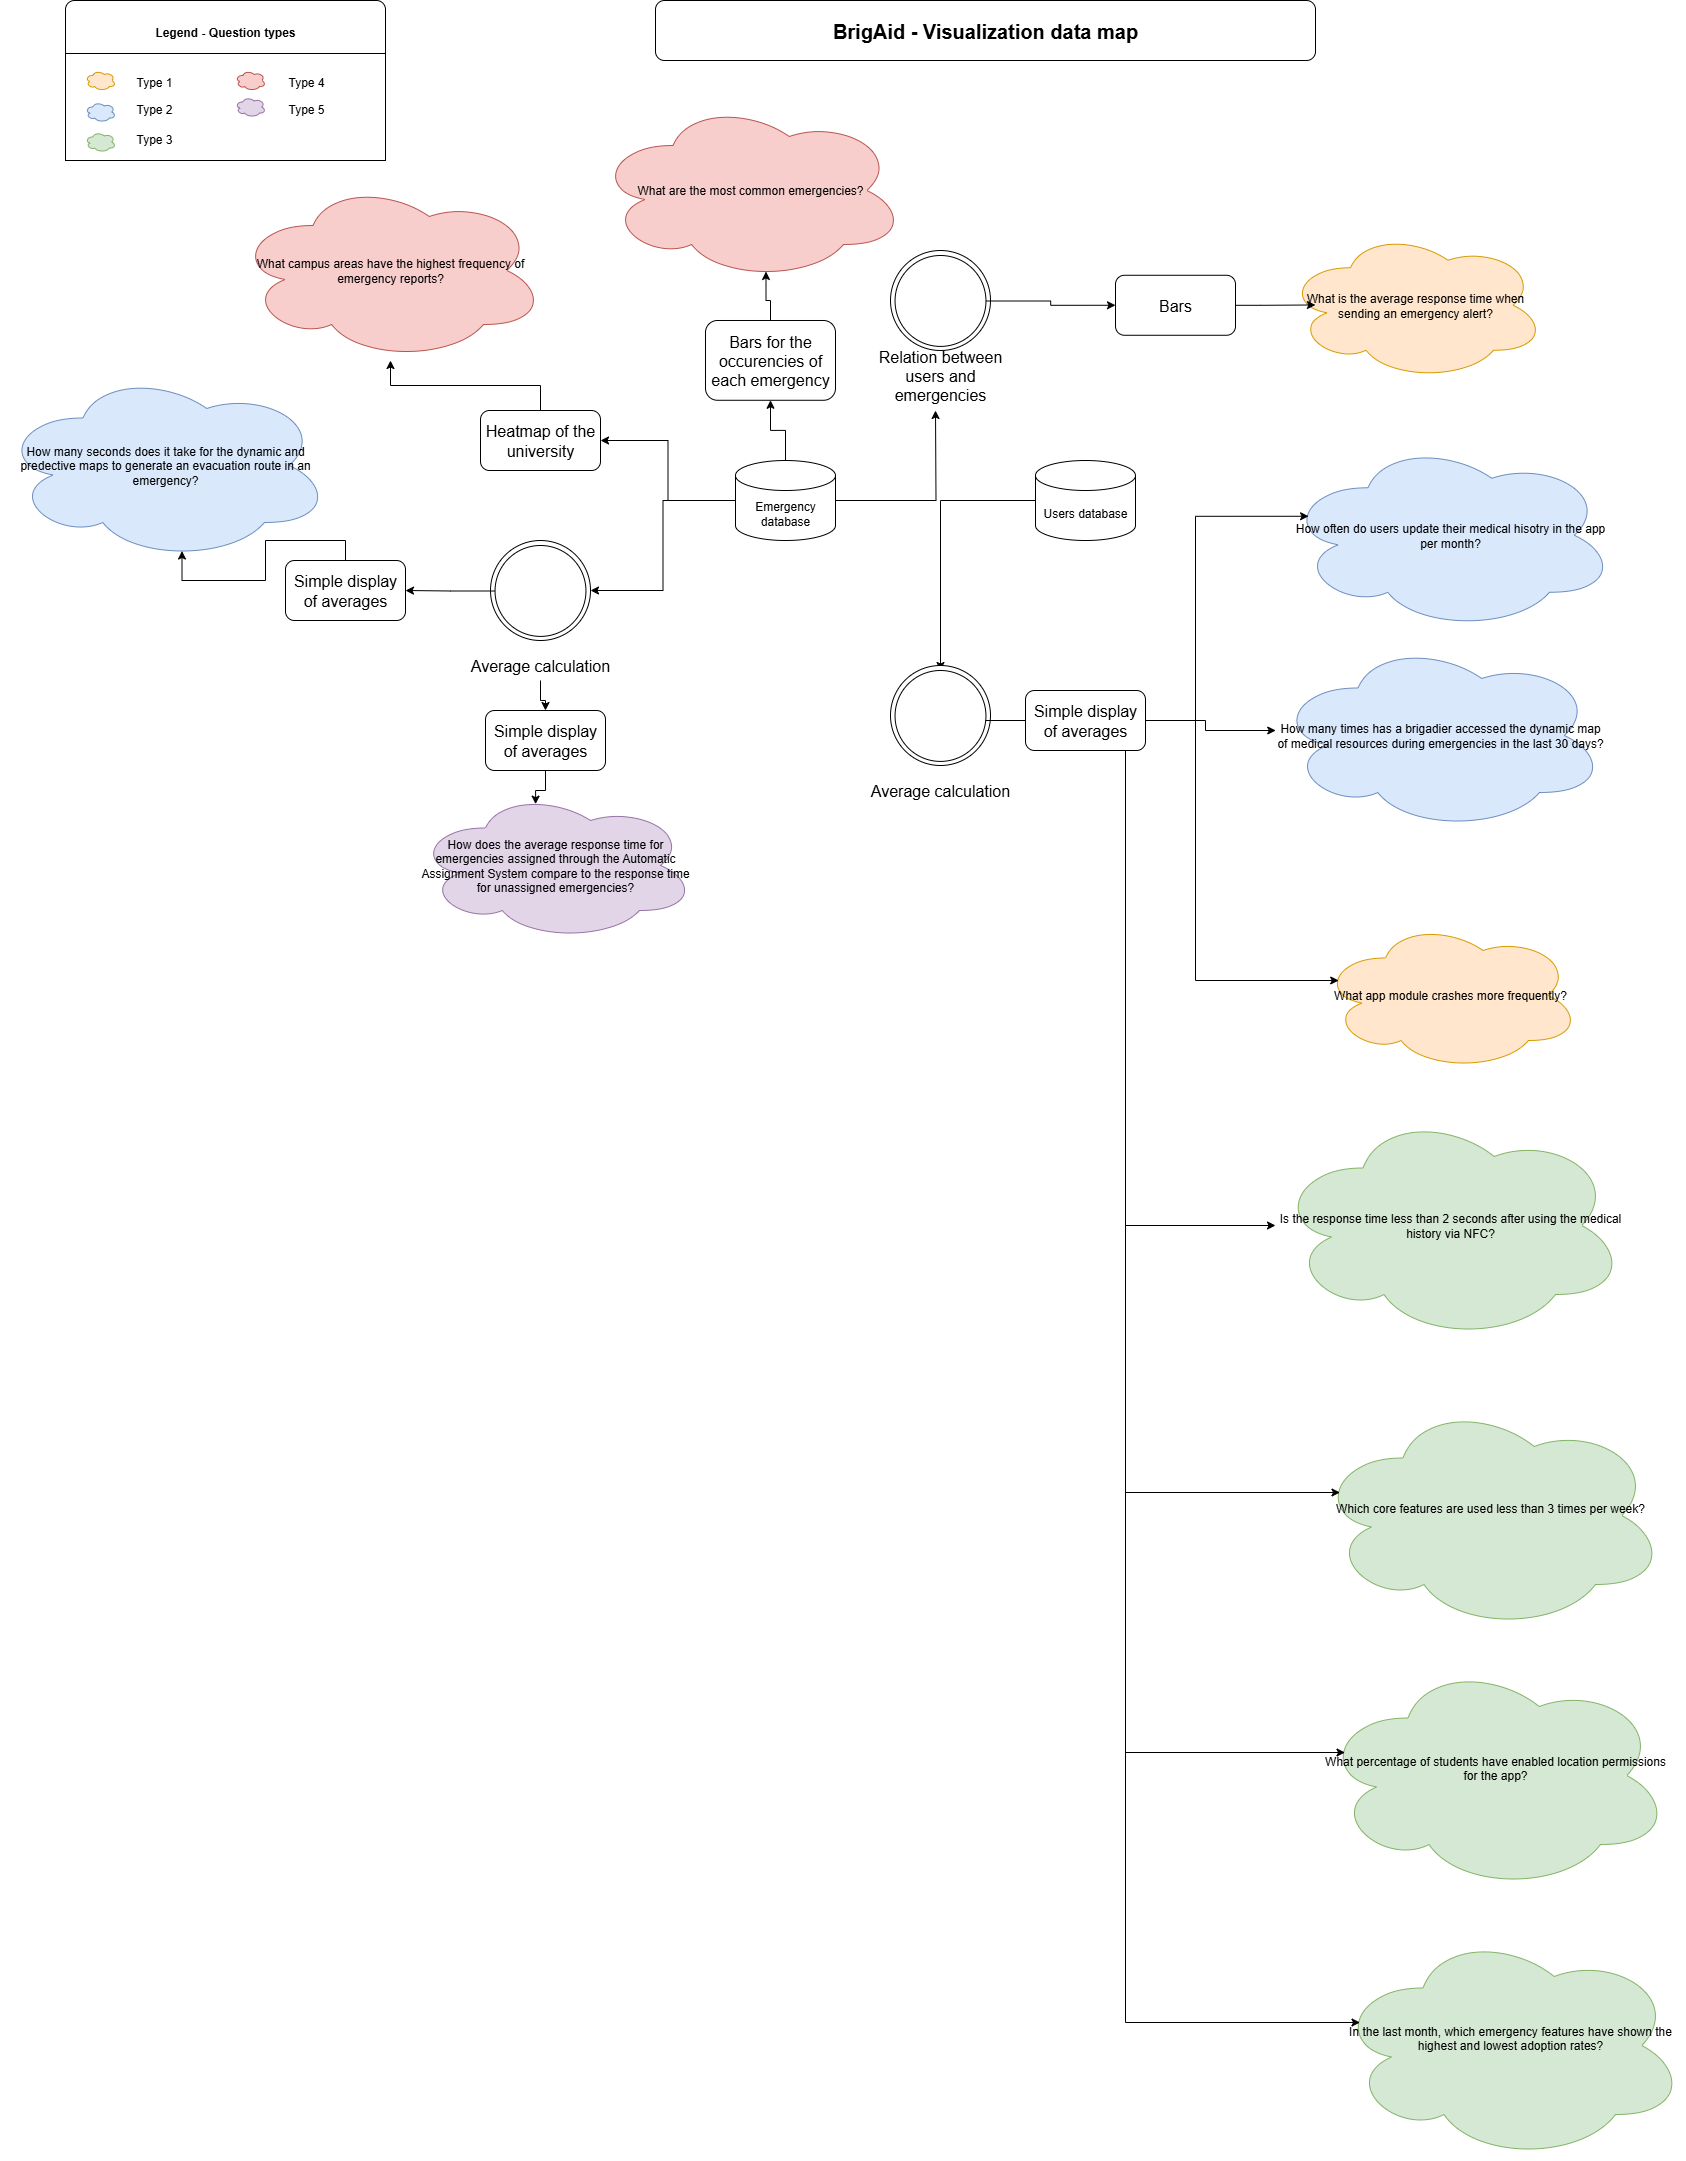 Legend - Question types
BrigAid - Visualization data map
Type 1
Type 4
Type 2
Type 5
Type 3
What are the most common emergencies?
What campus areas have the highest frequency of
emergency reports?
What is the average response time when
sending an emergency alert?
Bars
Bars for the
occurencies of
each emergency
Relation between
users and
emergencies
Heatmap of the
university
How many seconds does it take for the dynamic and
predective maps to generate an evacuation route in an
emergency?
Emergency
database
Users database
How often do users update their medical hisotry in the app
per month?
Simple display
of averages
Average calculation
Simple display
of averages
Simple display
of averages
How many times has a brigadier accessed the dynamic map
of medical resources during emergencies in the last 30 days?
Average calculation
How does the average response time for
emergencies assigned through the Automatic
Assignment System compare to the response time
for unassigned emergencies?
What app module crashes more frequently?
Is the response time less than 2 seconds after using the medical
history via NFC?
Which core features are used less than 3 times per week?
What percentage of students have enabled location permissions
for the app?
In the last month, which emergency features have shown the
highest and lowest adoption rates?